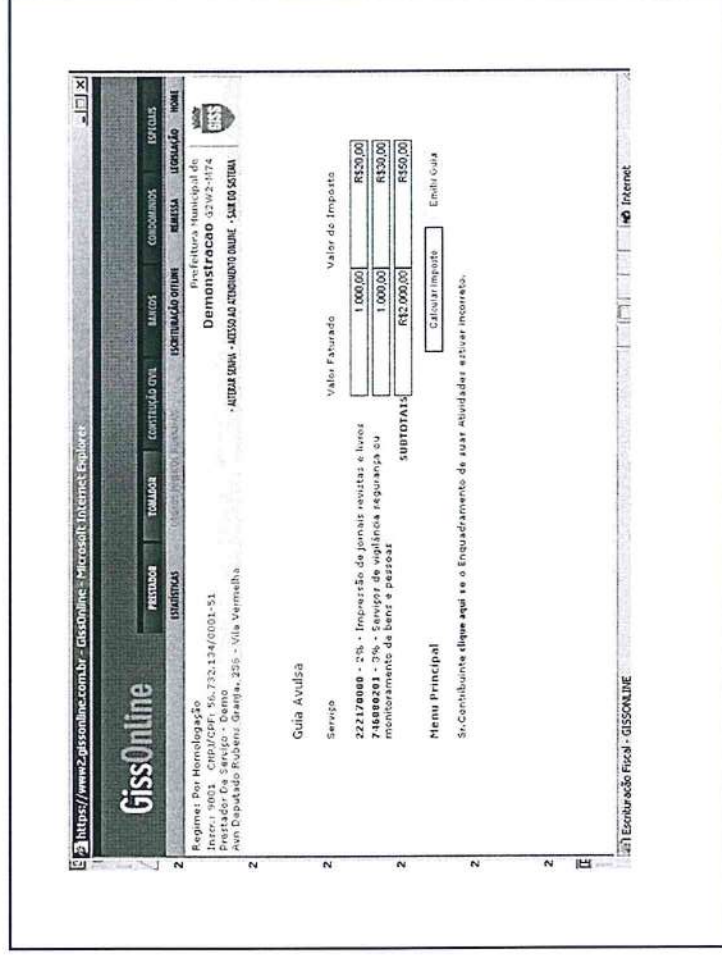 https://www2.gissonline.com.br - GissOnline - Microsoft Internet Explorer
GissOnline
PRESTADOR TOMADOR CONSTRUÇÃO CIVIL BANCOS CONDOMINIOS ESPECIAIS
ESTATÍSTICAS ESCRITURAÇÃO OFFLINE REMESSA LEGISLAÇÃO HOME
Regime: Por Homologação
Inscr.: 9001 CNPJ/CPF: 56.732.134/0001-51
Prestador De Serviço - Demo
Avn Deputado Rubens Granja, 256 - Vila Vermelha
Prefeitura Municipal de
Demonstracao G2W2-M74
GISS
• ALTERAR SENHA • ACESSO AO ATENDIMENTO ONLINE • SAIR DO SISTEMA
Guia Avulsa
Serviço Valor Faturado Valor do Imposto
222170000 - 2% - Impressão de jornais revistas e livros 1.000,00 R$20,00
746080201 - 3% - Serviços de vigilância segurança ou monitoramento de bens e pessoas 1.000,00 R$30,00
SUBTOTAIS R$2.000,00 R$50,00
Menu Principal Calcular Imposto Emitir Guia
Sr.Contribuinte clique aqui se o Enquadramento de suas Atividades estiver incorreto.
Escrituracão Fiscal - GISSONLINE Internet